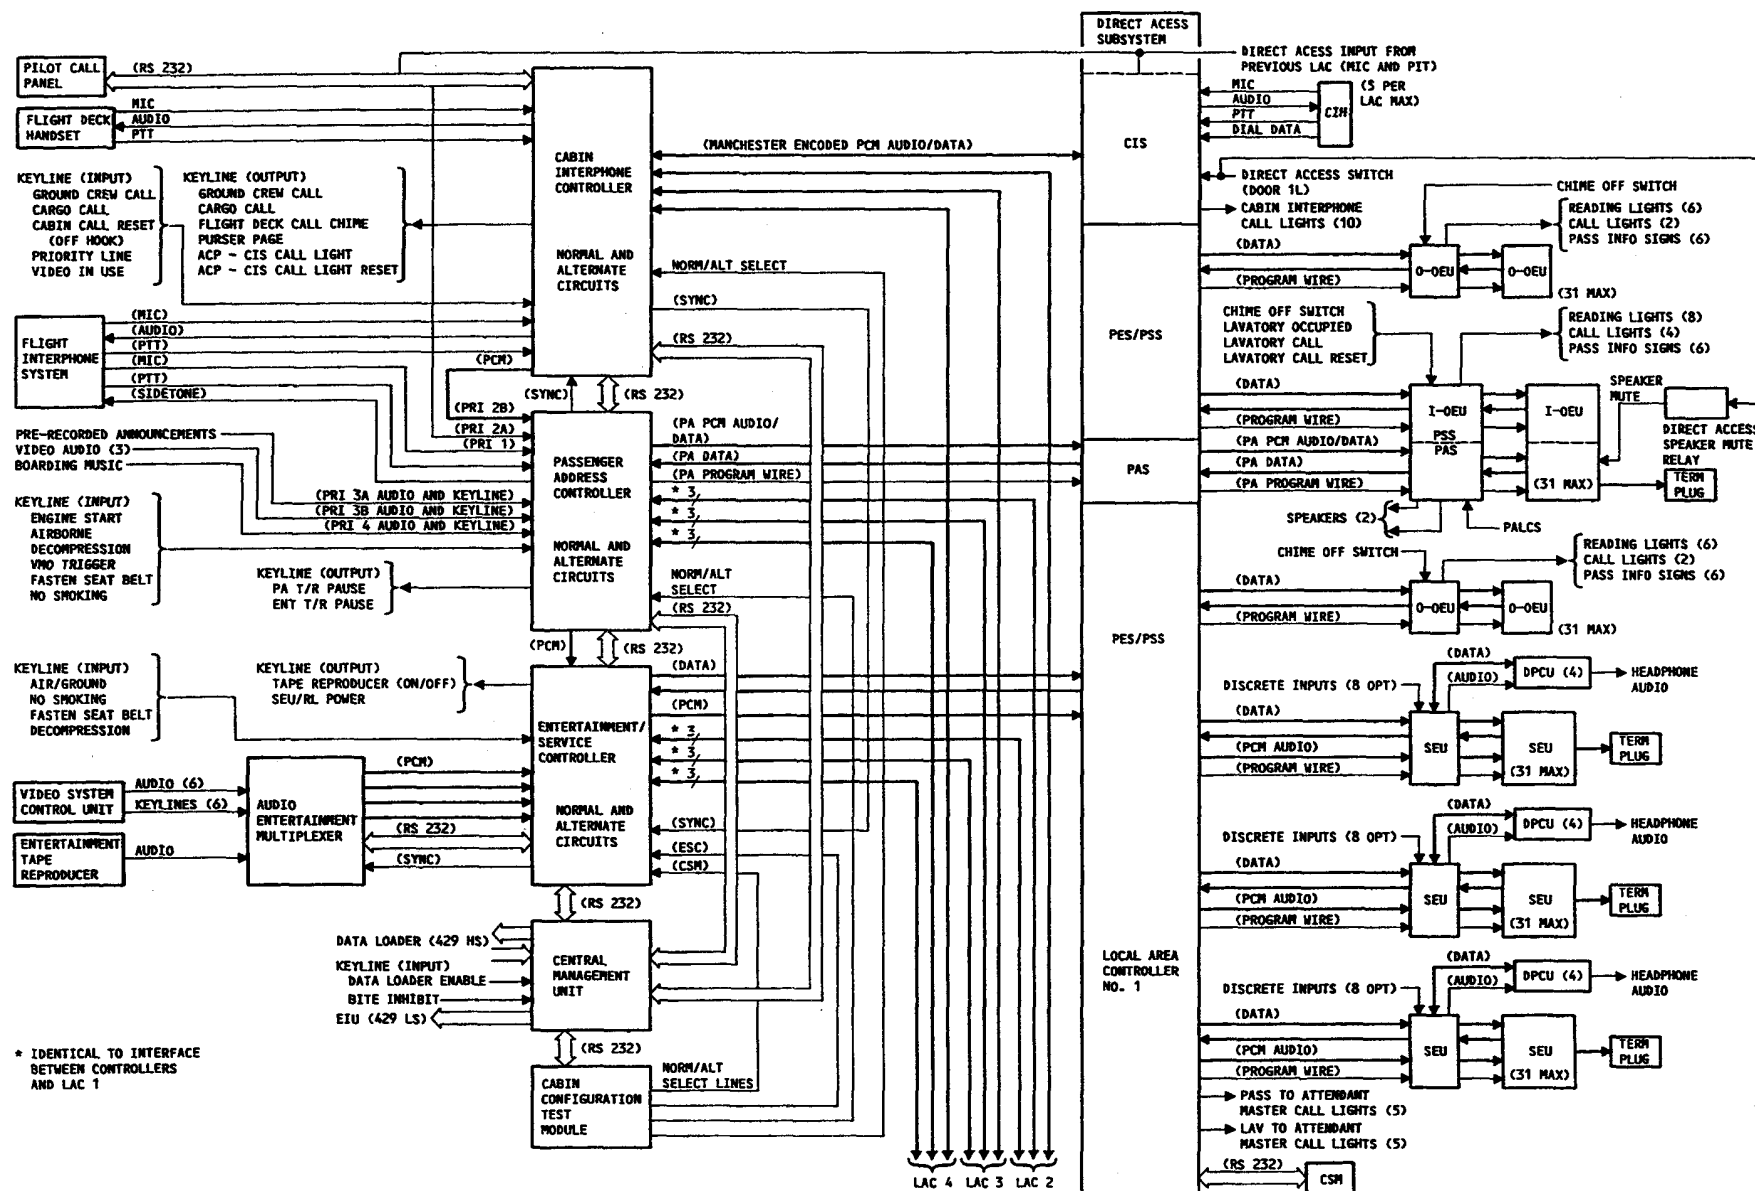 DIRECT ACESS
SUBSYSTEM
PILOT CALL
PANEL
(RS 232)
FLIGHT DECK
HANDSET
MIC
AUDIO
PTT
KEYLINE (INPUT)
GROUND CREW CALL
CARGO CALL
CABIN CALL RESET
(OFF HOOK)
PRIORITY LINE
VIDEO IN USE
KEYLINE (OUTPUT)
GROUND CREW CALL
CARGO CALL
FLIGHT DECK CALL CHIME
PURSER PAGE
ACP - CIS CALL LIGHT
ACP - CIS CALL LIGHT RESET
FLIGHT
INTERPHONE
SYSTEM
(MIC)
(AUDIO)
(PTT)
(MIC)
(PTT)
(SIDETONE)
PRE-RECORDED ANNOUNCEMENTS
VIDEO AUDIO (3)
BOARDING MUSIC
KEYLINE (INPUT)
ENGINE START
AIRBORNE
DECOMPRESSION
VMO TRIGGER
FASTEN SEAT BELT
NO SMOKING
(PCM)
(PRI 2B)
(PRI 2A)
(PRI 1)
(PRI 3A AUDIO AND KEYLINE)
(PRI 3B AUDIO AND KEYLINE)
(PRI 4 AUDIO AND KEYLINE)
KEYLINE (OUTPUT)
PA T/R PAUSE
ENT T/R PAUSE
KEYLINE (INPUT)
AIR/GROUND
NO SMOKING
FASTEN SEAT BELT
DECOMPRESSION
KEYLINE (OUTPUT)
TAPE REPRODUCER (ON/OFF)
SEU/RL POWER
VIDEO SYSTEM
CONTROL UNIT
AUDIO (6)
KEYLINES (6)
ENTERTAINMENT
TAPE
REPRODUCER
AUDIO
AUDIO
ENTERTAINMENT
MULTIPLEXER
(PCM)
(RS 232)
(SYNC)
DATA LOADER (429 HS)
KEYLINE (INPUT)
DATA LOADER ENABLE
BITE INHIBIT
EIU (429 LS)
* IDENTICAL TO INTERFACE
BETWEEN CONTROLLERS
AND LAC 1
CABIN
INTERPHONE
CONTROLLER
NORMAL AND
ALTERNATE
CIRCUITS
(MANCHESTER ENCODED PCM AUDIO/DATA)
NORM/ALT SELECT
(SYNC)
(RS 232)
(SYNC)
(RS 232)
PASSENGER
ADDRESS
CONTROLLER
NORMAL AND
ALTERNATE
CIRCUITS
(PA PCM AUDIO/
DATA)
(PA DATA)
(PA PROGRAM WIRE)
* 3
* 3
* 3
NORM/ALT
SELECT
(RS 232)
(PCM)
(RS 232)
ENTERTAINMENT/
SERVICE
CONTROLLER
NORMAL AND
ALTERNATE
CIRCUITS
(DATA)
(PCM)
* 3
* 3
* 3
(SYNC)
(ESC)
(CSM)
(RS 232)
CENTRAL
MANAGEMENT
UNIT
(RS 232)
CABIN
CONFIGURATION
TEST
MODULE
NORM/ALT
SELECT LINES
LAC 4
LAC 3
LAC 2
CIS
PES/PSS
PAS
PES/PSS
LOCAL AREA
CONTROLLER
NO. 1
DIRECT ACESS INPUT FROM
PREVIOUS LAC (MIC AND PIT)
MIC
AUDIO
PTT
DIAL DATA
CIH
(5 PER
LAC MAX)
DIRECT ACCESS SWITCH
(DOOR 1L)
CABIN INTERPHONE
CALL LIGHTS (10)
CHIME OFF SWITCH
READING LIGHTS (6)
CALL LIGHTS (2)
PASS INFO SIGNS (6)
(DATA)
(PROGRAM WIRE)
O-OEU
O-OEU
(31 MAX)
CHIME OFF SWITCH
LAVATORY OCCUPIED
LAVATORY CALL
LAVATORY CALL RESET
READING LIGHTS (8)
CALL LIGHTS (4)
PASS INFO SIGNS (6)
(DATA)
(PROGRAM WIRE)
(PA PCM AUDIO/DATA)
(PA DATA)
(PA PROGRAM WIRE)
I-OEU
PSS
PAS
I-OEU
(31 MAX)
SPEAKER
MUTE
DIRECT ACCESS
SPEAKER MUTE
RELAY
TERM
PLUG
SPEAKERS (2)
PALCS
CHIME OFF SWITCH
READING LIGHTS (6)
CALL LIGHTS (2)
PASS INFO SIGNS (6)
(DATA)
(PROGRAM WIRE)
O-OEU
O-OEU
(31 MAX)
(DATA)
(AUDIO)
DPCU (4)
HEADPHONE
AUDIO
DISCRETE INPUTS (8 OPT)
(DATA)
(PCM AUDIO)
(PROGRAM WIRE)
SEU
SEU
(31 MAX)
TERM
PLUG
(DATA)
(AUDIO)
DPCU (4)
HEADPHONE
AUDIO
DISCRETE INPUTS (8 OPT)
(DATA)
(PCM AUDIO)
(PROGRAM WIRE)
SEU
SEU
(31 MAX)
TERM
PLUG
(DATA)
(AUDIO)
DPCU (4)
HEADPHONE
AUDIO
DISCRETE INPUTS (8 OPT)
(DATA)
(PCM AUDIO)
(PROGRAM WIRE)
SEU
SEU
(31 MAX)
TERM
PLUG
PASS TO ATTENDANT
MASTER CALL LIGHTS (5)
LAV TO ATTENDANT
MASTER CALL LIGHTS (5)
(RS 232)
CSM